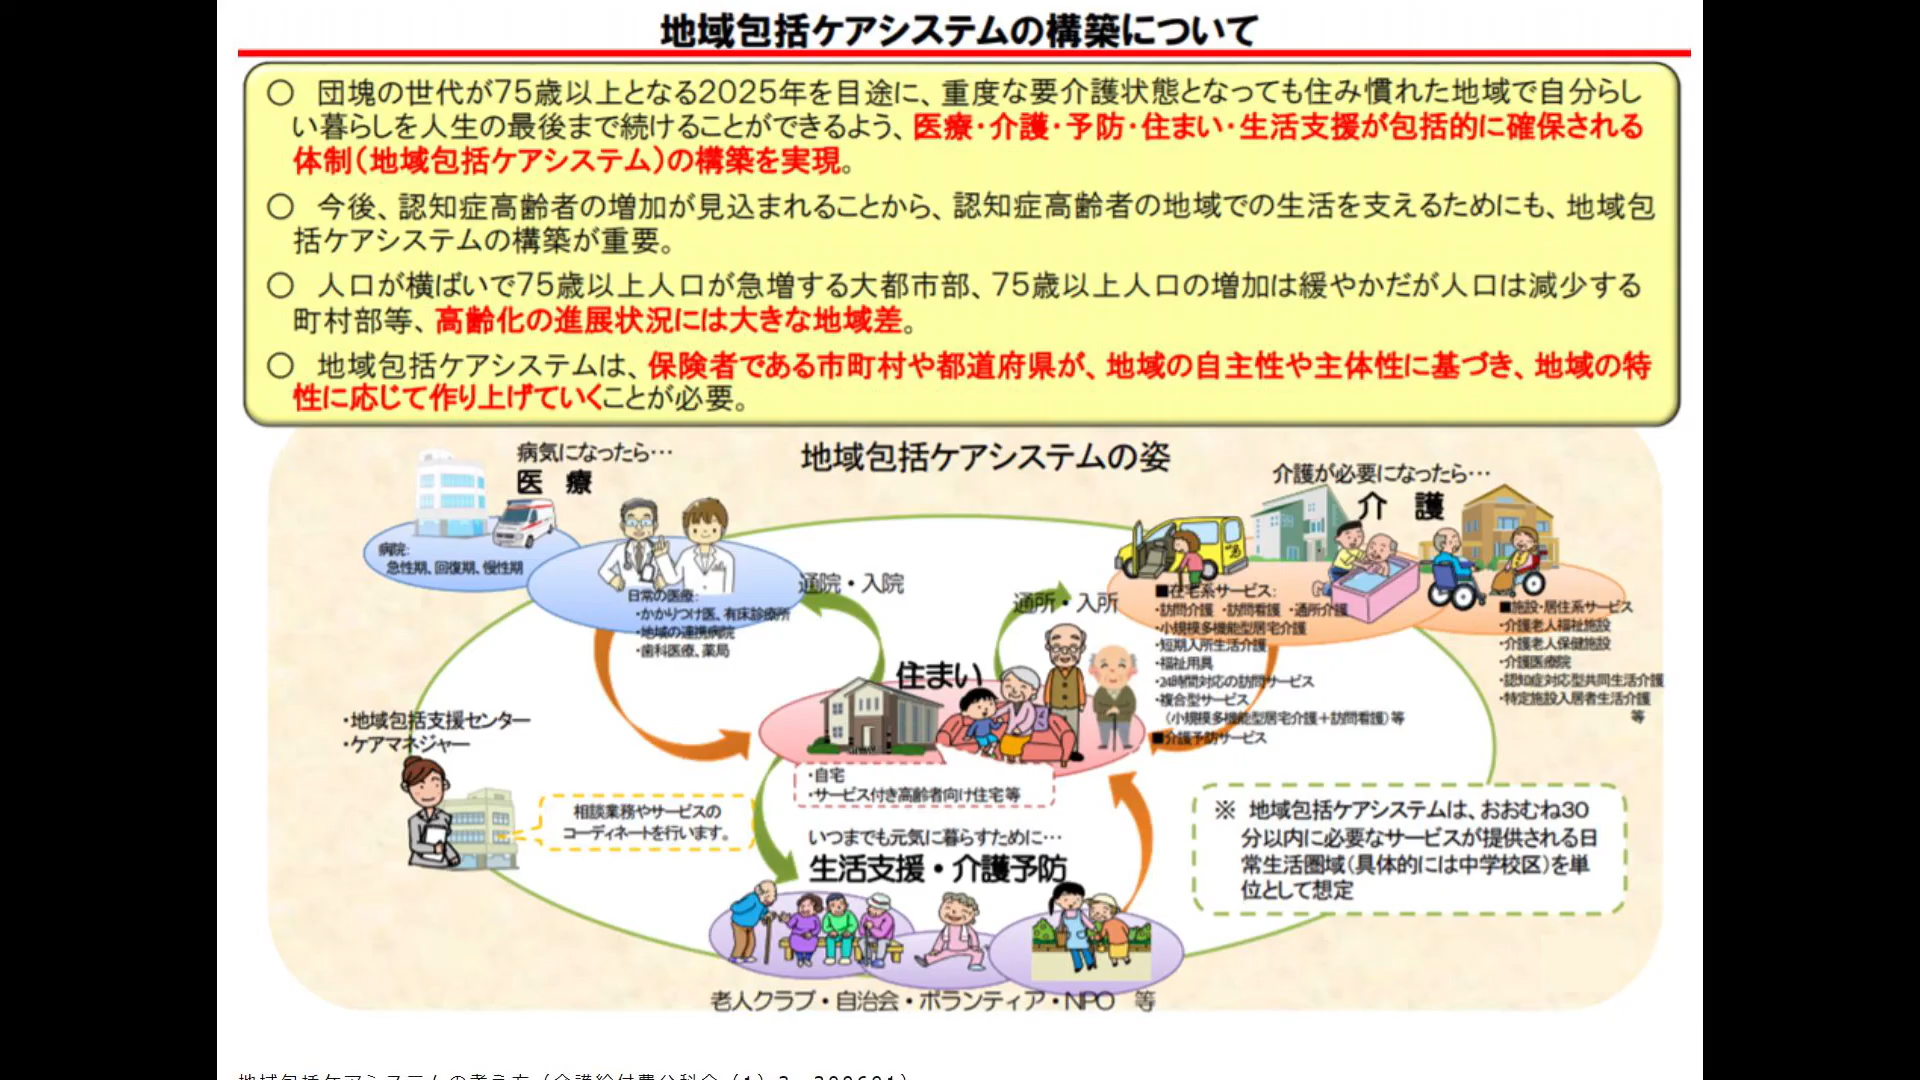 地域包括ケアシステムの構築について
○ 団塊の世代が75歳以上となる2025年を目途に、重度な要介護状態となっても住み慣れた地域で自分らし
い暮らしを人生の最後まで続けることができるよう、医療・介護・予防・住まい・生活支援が包括的に確保される
体制(地域包括ケアシステム)の構築を実現。
○ 今後、認知症高齢者の増加が見込まれることから、認知症高齢者の地域での生活を支えるためにも、地域包
括ケアシステムの構築が重要。
○ 人口が横ばいで75歳以上人口が急増する大都市部、75歳以上人口の増加は緩やかだが人口は減少する
町村部等、高齢化の進展状況には大きな地域差。
○ 地域包括ケアシステムは、保険者である市町村や都道府県が、地域の自主性や主体性に基づき、地域の特
性に応じて作り上げていくことが必要。
地域包括ケアシステムの姿
病気になったら…
医 療
病院:
急性期、回復期、慢性期
日常の医療:
・かかりつけ医、有床診療所
・地域の連携病院
・歯科医療、薬局
通院・入院
通所・入所
介護が必要になったら…
介 護
■在宅系サービス:
・訪問介護 ・訪問看護 ・通所介護
・小規模多機能型居宅介護
・短期入所生活介護
・福祉用具
・24時間対応の訪問サービス
・複合型サービス
(小規模多機能型居宅介護+訪問看護)等
■介護予防サービス
■施設・居住系サービス
・介護老人福祉施設
・介護老人保健施設
・介護医療院
・認知症対応型共同生活介護
・特定施設入居者生活介護
等
住まい
・自宅
・サービス付き高齢者向け住宅等
・地域包括支援センター
・ケアマネジャー
相談業務やサービスの
コーディネートを行います。
いつまでも元気に暮らすために…
生活支援・介護予防
老人クラブ・自治会・ボランティア・NPO 等
※ 地域包括ケアシステムは、おおむね30
分以内に必要なサービスが提供される日
常生活圏域(具体的には中学校区)を単
位として想定